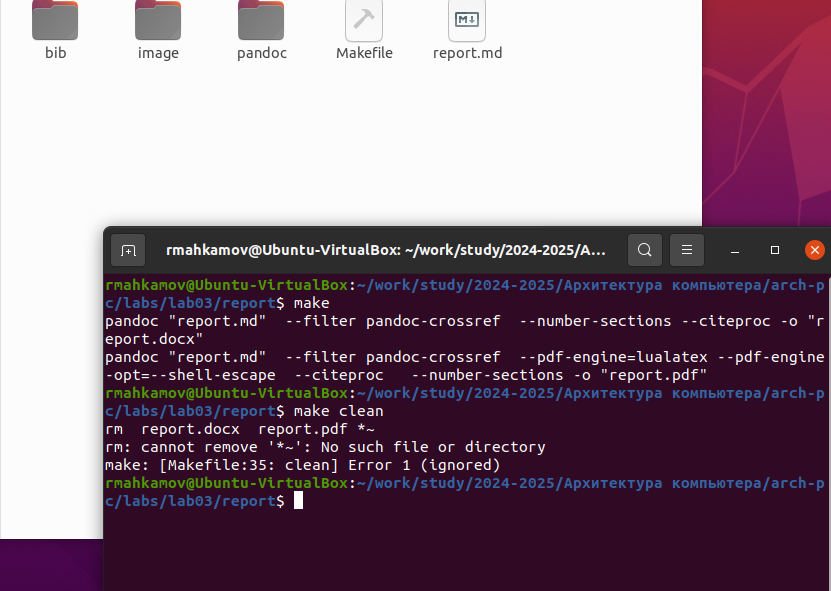 bib image pandoc Makefile report.md
rmahkamov@Ubuntu-VirtualBox: ~/work/study/2024-2025/А...
rmahkamov@Ubuntu-VirtualBox:~/work/study/2024-2025/Архитектура компьютера/arch-p
c/labs/lab03/report$ make
pandoc "report.md"  --filter pandoc-crossref  --number-sections --citeproc -o "r
eport.docx"
pandoc "report.md"  --filter pandoc-crossref  --pdf-engine=lualatex --pdf-engine
-opt=--shell-escape  --citeproc   --number-sections -o "report.pdf"
rmahkamov@Ubuntu-VirtualBox:~/work/study/2024-2025/Архитектура компьютера/arch-p
c/labs/lab03/report$ make clean
rm  report.docx  report.pdf *~
rm: cannot remove '*~': No such file or directory
make: [Makefile:35: clean] Error 1 (ignored)
rmahkamov@Ubuntu-VirtualBox:~/work/study/2024-2025/Архитектура компьютера/arch-p
c/labs/lab03/report$